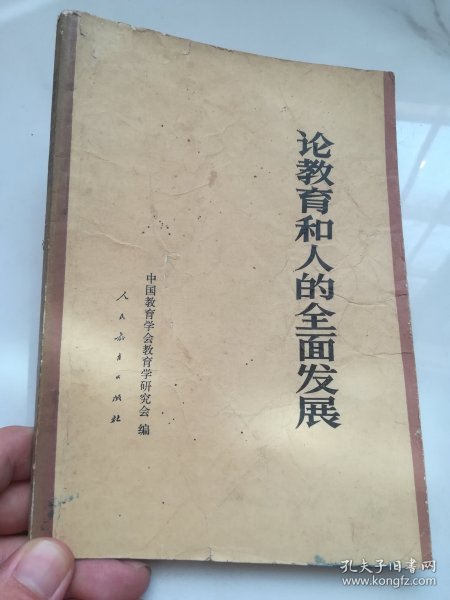 论教育和人的全面发展
中国教育学会教育学研究会 编
人民教育出版社
孔夫子旧书网
www.kongfz.com